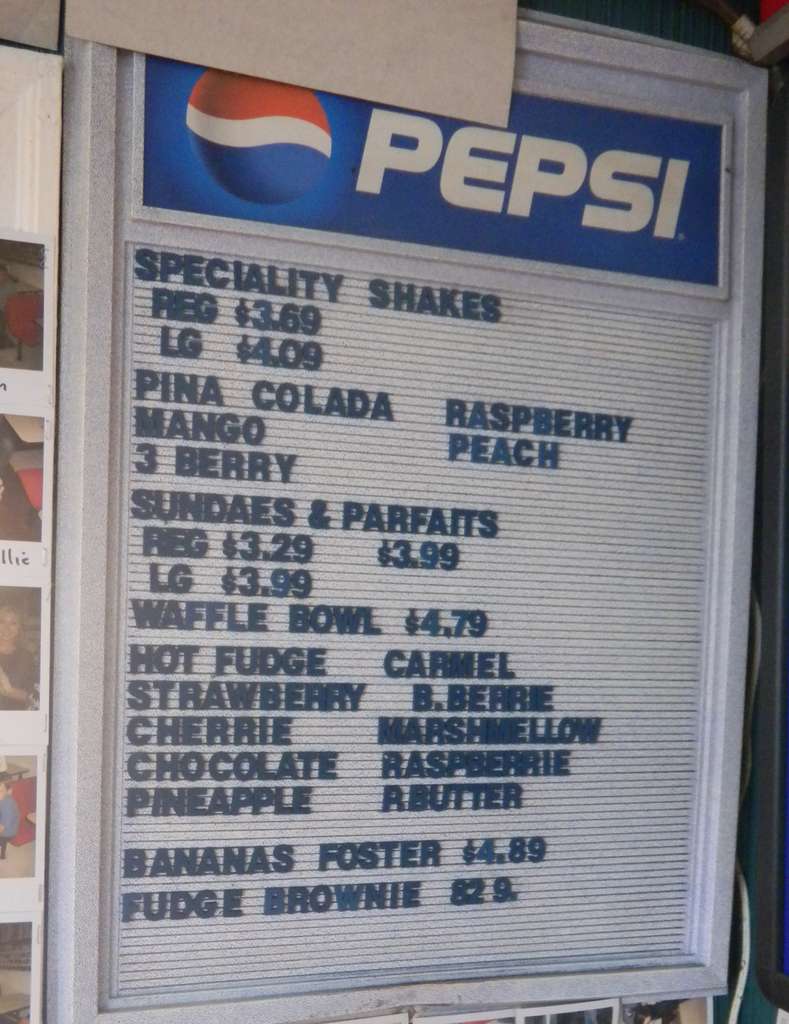 PEPSI
SPECIALITY SHAKES
REG $3.69
LG $4.09
PINA COLADA RASPBERRY
MANGO PEACH
3 BERRY
SUNDAES & PARFAITS
REG $3.29 $3.99
LG $3.99
WAFFLE BOWL $4.79
HOT FUDGE CARMEL
STRAWBERRY B.BERRIE
CHERRIE MARSHMELLOW
CHOCOLATE RASPBERRIE
PINEAPPLE P.BUTTER
BANANAS FOSTER $4.89
FUDGE BROWNIE 82 9.